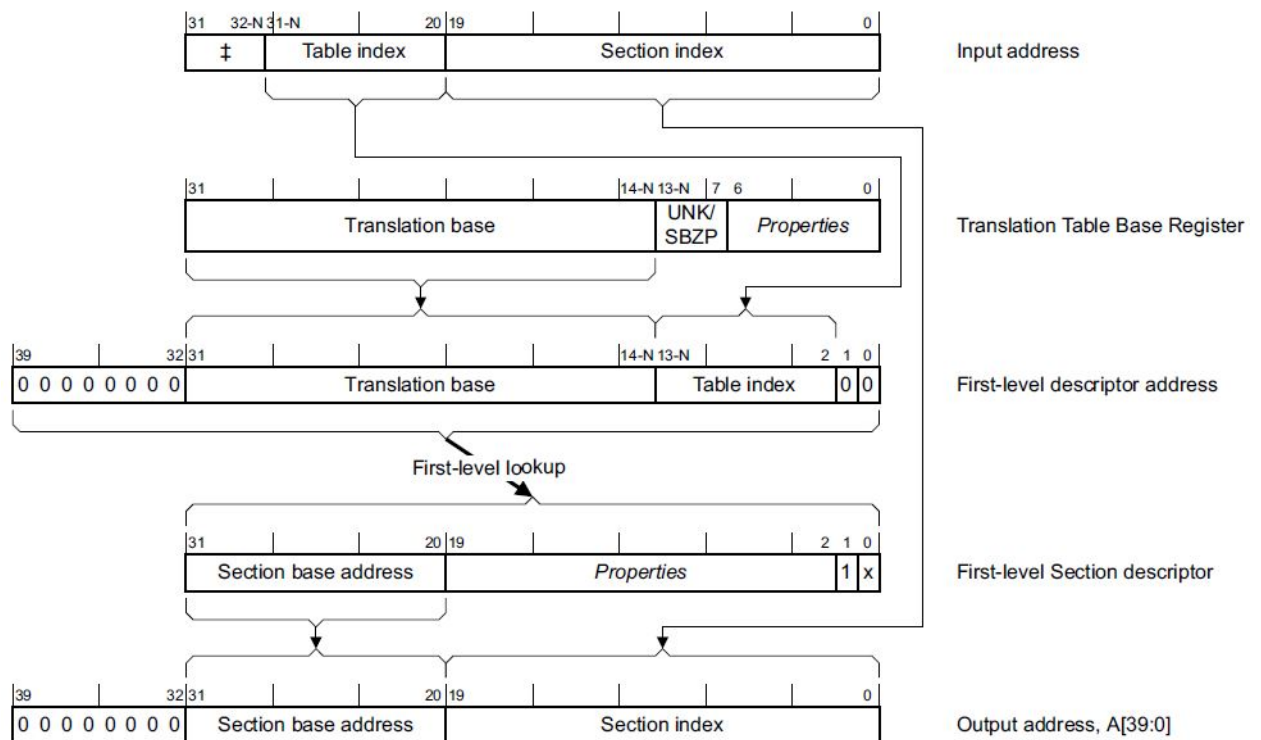 31 32-N 31-N 20 19 0
‡ Table index Section index Input address
31 14-N 13-N 7 6 0
Translation base UNK/ SBZP Properties Translation Table Base Register
39 32 31 14-N 13-N 2 1 0
0 0 0 0 0 0 0 0 Translation base Table index 0 0 First-level descriptor address
First-level lookup
31 20 19 2 1 0
Section base address Properties 1 x First-level Section descriptor
39 32 31 20 19 0
0 0 0 0 0 0 0 0 Section base address Section index Output address, A[39:0]